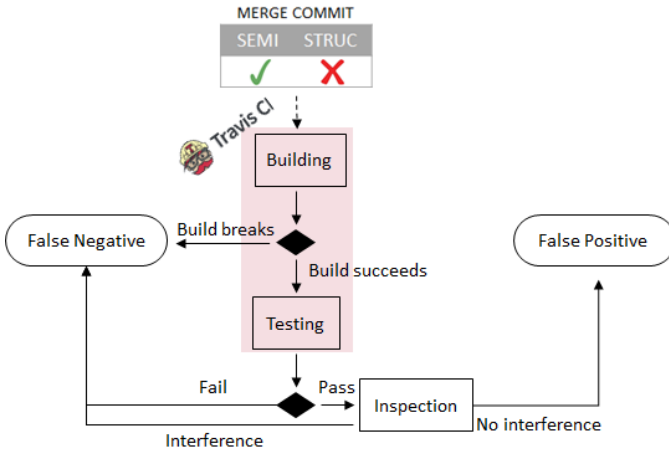 MERGE COMMIT
SEMI STRUC
Travis CI
Building
Build breaks
False Negative
False Positive
Build succeeds
Testing
Fail
Pass
Inspection
No interference
Interference